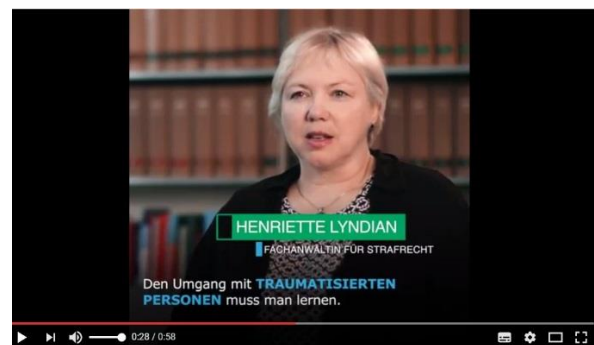 HENRIETTE LYNDIAN
FACHANWÄLTIN FÜR STRAFRECHT
Den Umgang mit TRAUMATISIERTEN
PERSONEN muss man lernen.
0:28 / 0:58